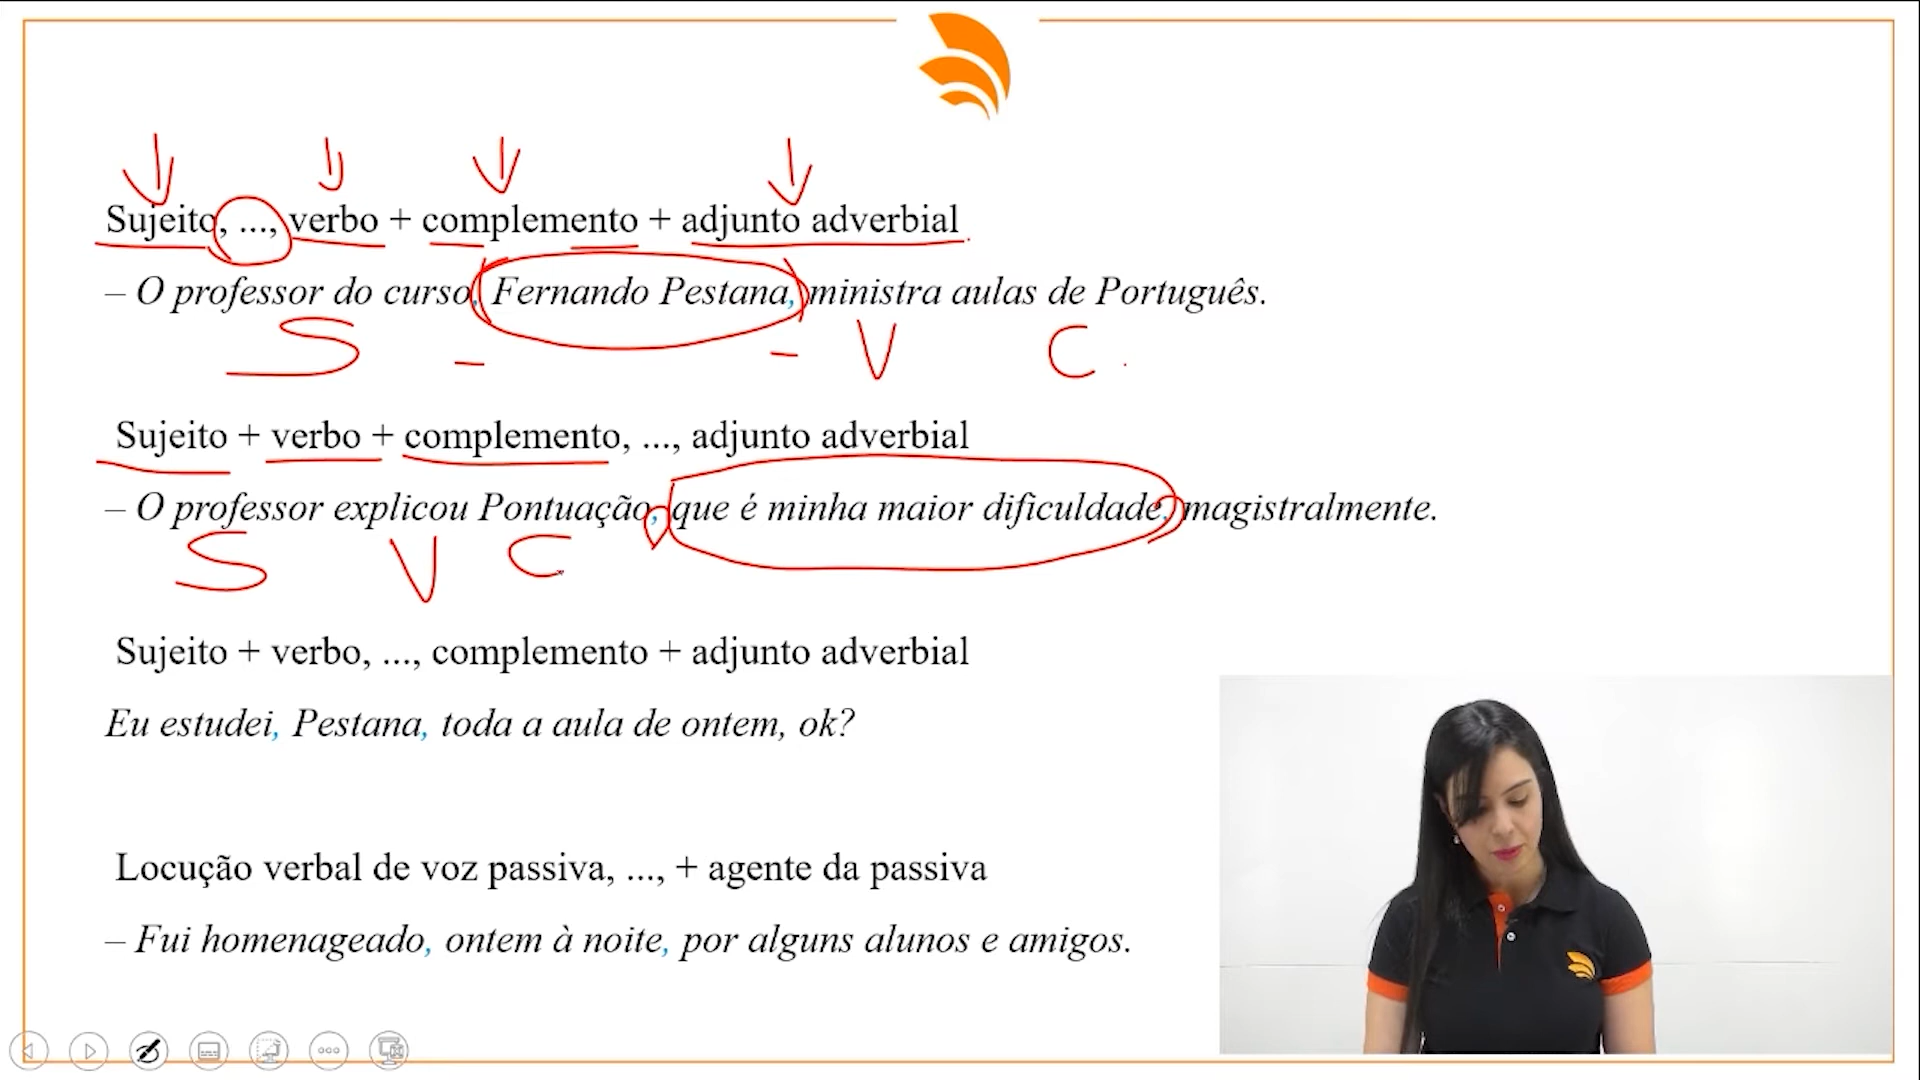 Sujeito, ..., verbo + complemento + adjunto adverbial
– O professor do curso, Fernando Pestana, ministra aulas de Português.
S - - V C .
Sujeito + verbo + complemento, ..., adjunto adverbial
– O professor explicou Pontuação, que é minha maior dificuldade, magistralmente.
S V C
Sujeito + verbo, ..., complemento + adjunto adverbial
Eu estudei, Pestana, toda a aula de ontem, ok?
Locução verbal de voz passiva, ..., + agente da passiva
– Fui homenageado, ontem à noite, por alguns alunos e amigos.